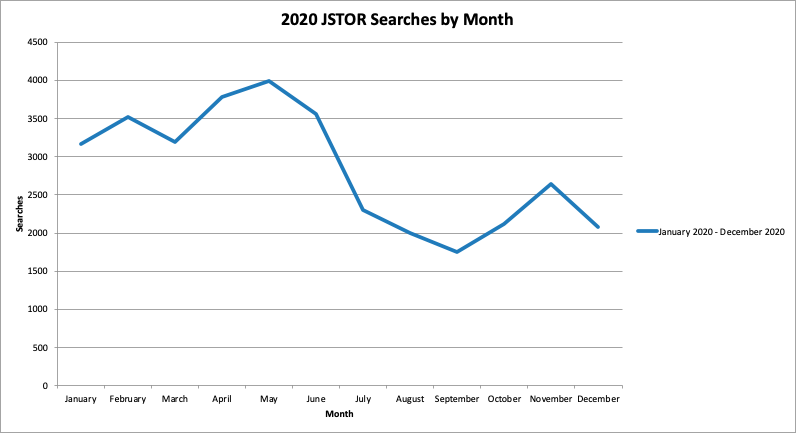 2020 JSTOR Searches by Month
4500
4000
3500
3000
2500
2000
1500
1000
500
0
Searches
January February March April May June July August September October November December
Month
January 2020 - December 2020